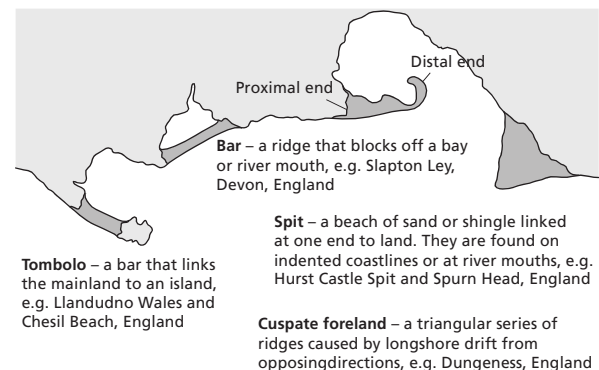 Distal end
Proximal end
Bar – a ridge that blocks off a bay
or river mouth, e.g. Slapton Ley,
Devon, England
Spit – a beach of sand or shingle linked
at one end to land. They are found on
indented coastlines or at river mouths, e.g.
Hurst Castle Spit and Spurn Head, England
Tombolo – a bar that links
the mainland to an island,
e.g. Llandudno Wales and
Chesil Beach, England
Cuspate foreland – a triangular series of
ridges caused by longshore drift from
opposingdirections, e.g. Dungeness, England